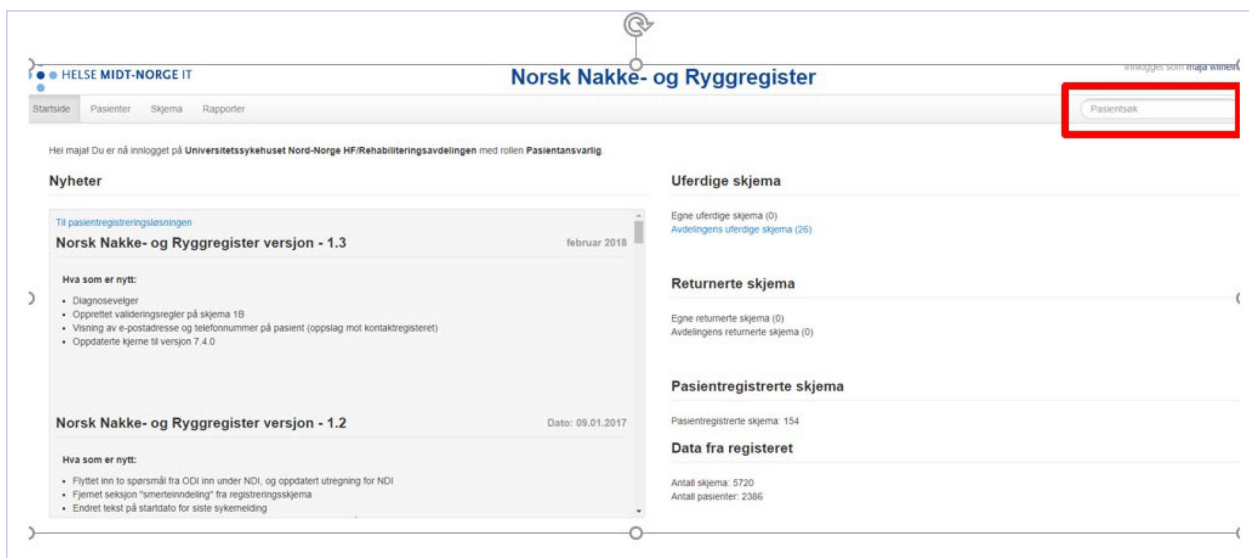 HELSE MIDT-NORGE IT
Norsk Nakke- og Ryggregister
Innlogget som maja
Startside Pasienter Skjema Rapporter
Pasientsøk
Hei maja! Du er nå innlogget på Universitetssykehuset Nord-Norge HF/Rehabiliteringsavdelingen med rollen Pasientansvarlig.
Nyheter
Til pasientregistreringsløsningen
Norsk Nakke- og Ryggregister versjon - 1.3
februar 2018
Hva som er nytt:
• Diagnosevelger
• Opprettet valideringsregler på skjema 1B
• Visning av e-postadresse og telefonnummer på pasient (oppslag mot kontaktregisteret)
• Oppdaterte kjerne til versjon 7.4.0
Norsk Nakke- og Ryggregister versjon - 1.2
Dato: 09.01.2017
Hva som er nytt:
• Flyttet inn to spørsmål fra ODI inn under NDI, og oppdatert utregning for NDI
• Fjernet seksjon "smerteinndeling" fra registreringsskjema
• Endret tekst på startdato for siste sykemelding
Uferdige skjema
Egne uferdige skjema (0)
Avdelingens uferdige skjema (26)
Returnerte skjema
Egne returnerte skjema (0)
Avdelingens returnerte skjema (0)
Pasientregistrerte skjema
Pasientregistrerte skjema: 154
Data fra registeret
Antall skjema: 5720
Antall pasienter: 2386